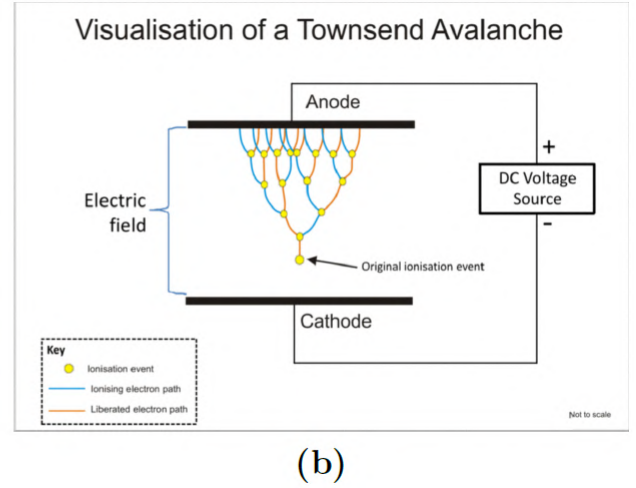 Visualisation of a Townsend Avalanche
Anode
+
Electric
field
DC Voltage
Source
-
Original ionisation event
Cathode
Key
Ionisation event
Ionising electron path
Liberated electron path
Not to scale
(b)